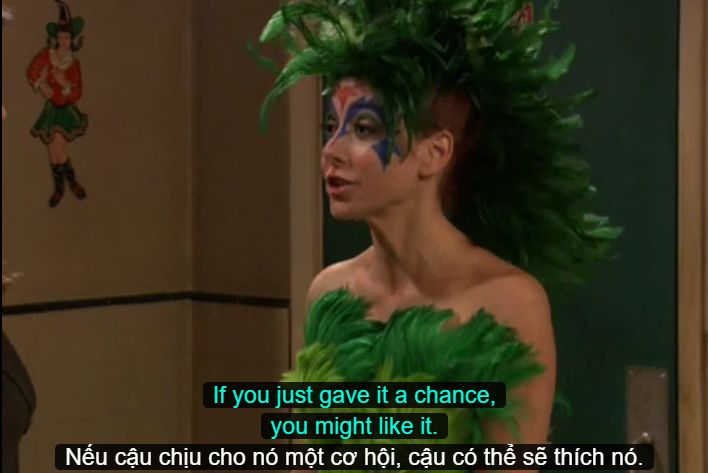 If you just gave it a chance,
you might like it.
Nếu cậu chịu cho nó một cơ hội, cậu có thể sẽ thích nó.